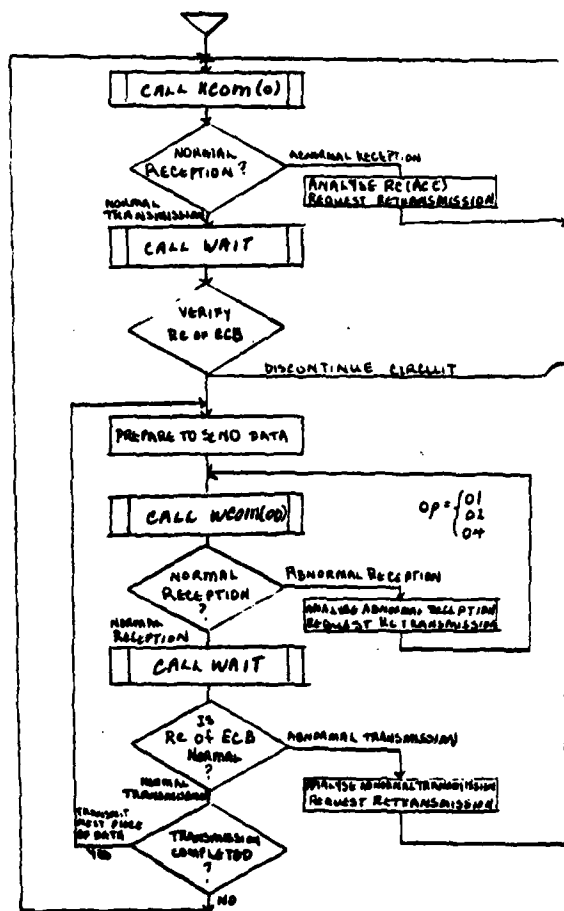 CALL XCOM(0)
NORMAL
RECEPTION?
ABNORMAL RECEPTION
ANALYSE RC(ACC)
REQUEST RETRANSMISSION
NORMAL
TRANSMISSION
CALL WAIT
VERIFY
RC OF ECB
DISCONTINUE CIRCUIT
PREPARE TO SEND DATA
CALL WCOM(OP)
OP = { 01
02
04
NORMAL
RECEPTION
?
ABNORMAL RECEPTION
ANALYSE ABNORMAL RECEPTION
REQUEST RETRANSMISSION
NORMAL
RECEPTION
CALL WAIT
IS
RC OF ECB
NORMAL
?
ABNORMAL TRANSMISSION
ANALYSE ABNORMAL TRANSMISSION
REQUEST RETRANSMISSION
NORMAL
TRANSMISSION
TRANSMIT
NEXT PIECE
OF DATA
YES
TRANSMISSION
COMPLETED
?
NO